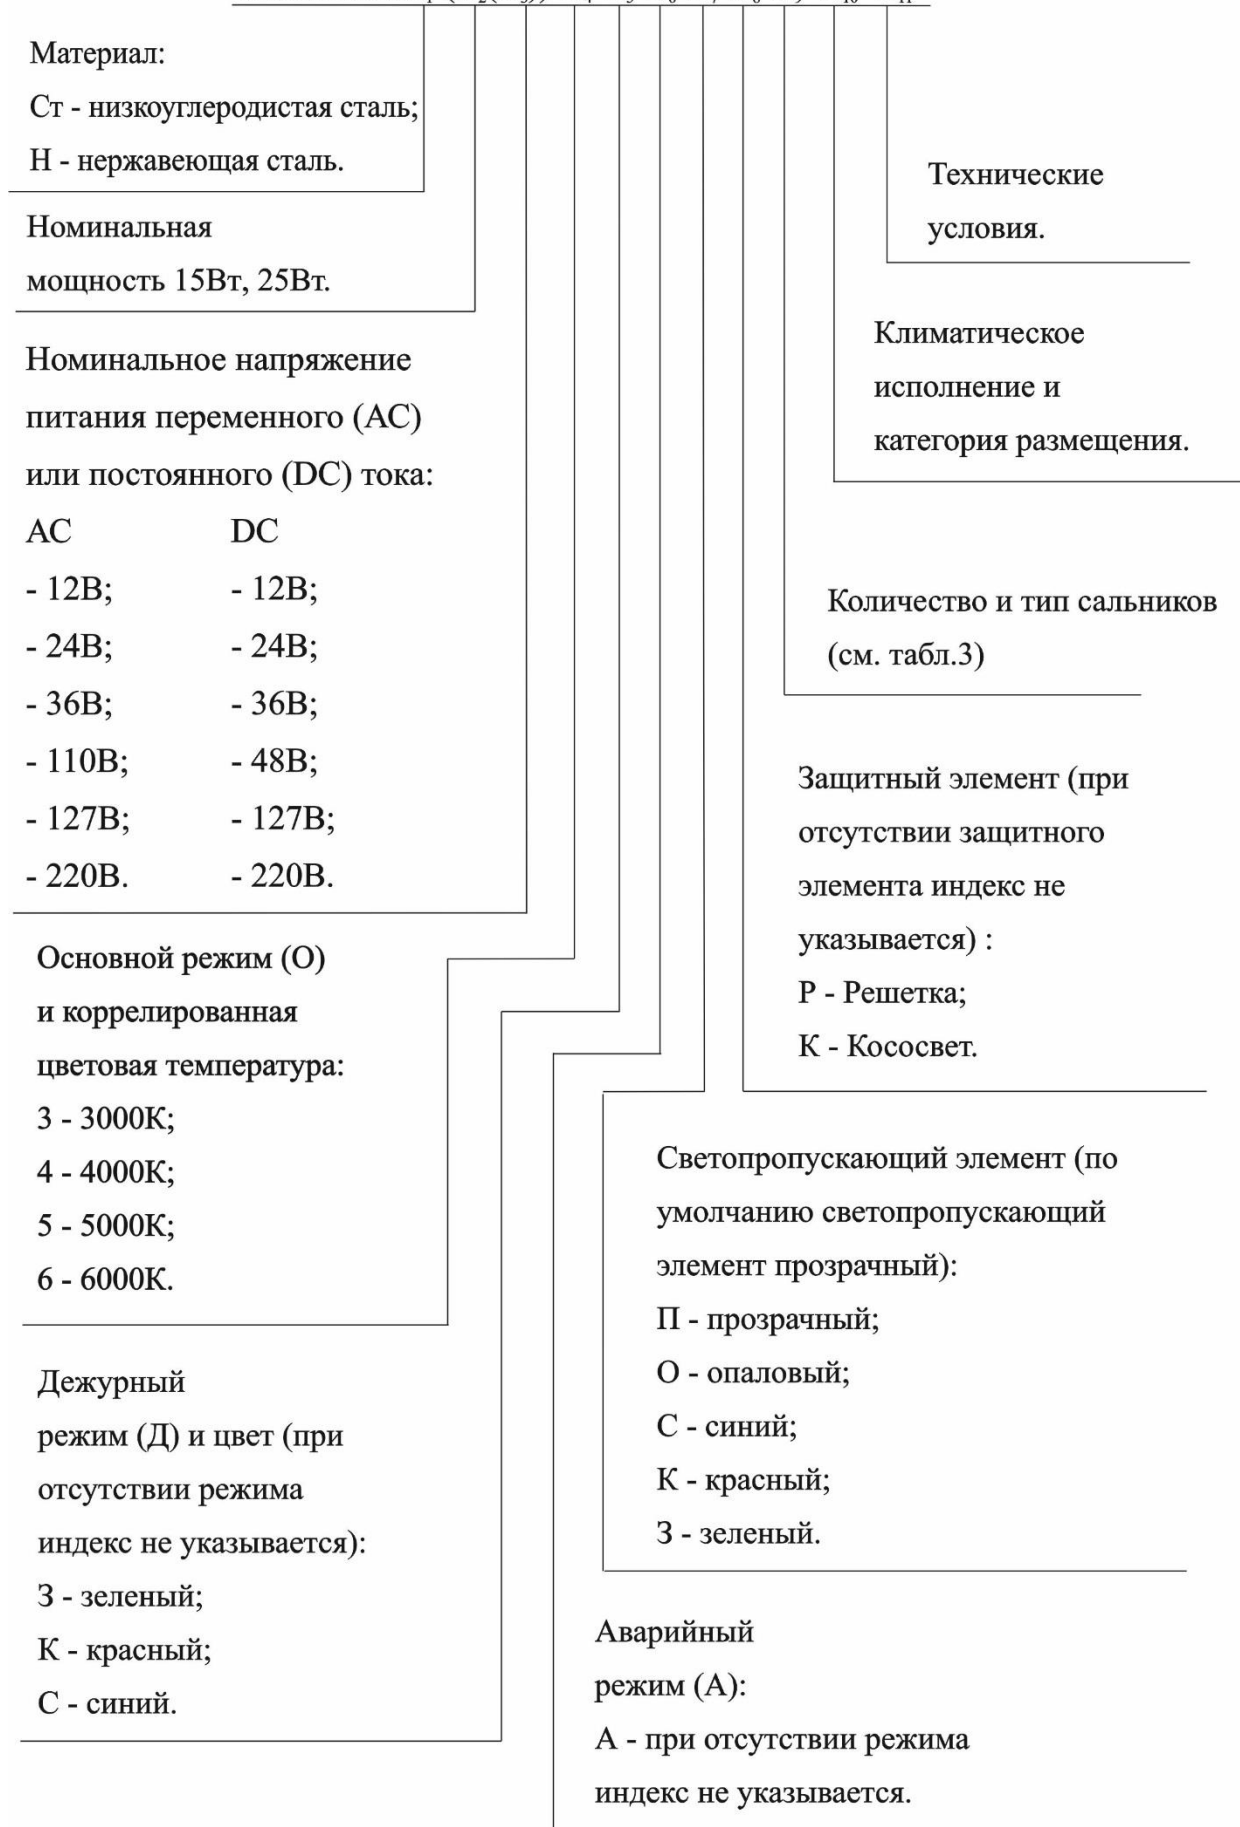 Материал:
Ст - низкоуглеродистая сталь;
Н - нержавеющая сталь.
Номинальная
мощность 15Вт, 25Вт.
Номинальное напряжение
питания переменного (АС)
или постоянного (DC) тока:
АС DC
- 12В; - 12В;
- 24В; - 24В;
- 36В; - 36В;
- 110В; - 48В;
- 127В; - 127В;
- 220В. - 220В.
Основной режим (О)
и коррелированная
цветовая температура:
3 - 3000К;
4 - 4000К;
5 - 5000К;
6 - 6000К.
Дежурный
режим (Д) и цвет (при
отсутствии режима
индекс не указывается):
З - зеленый;
К - красный;
С - синий.
Технические
условия.
Климатическое
исполнение и
категория размещения.
Количество и тип сальников
(см. табл.3)
Защитный элемент (при
отсутствии защитного
элемента индекс не
указывается) :
Р - Решетка;
К - Кососвет.
Светопропускающий элемент (по
умолчанию светопропускающий
элемент прозрачный):
П - прозрачный;
О - опаловый;
С - синий;
К - красный;
З - зеленый.
Аварийный
режим (А):
А - при отсутствии режима
индекс не указывается.